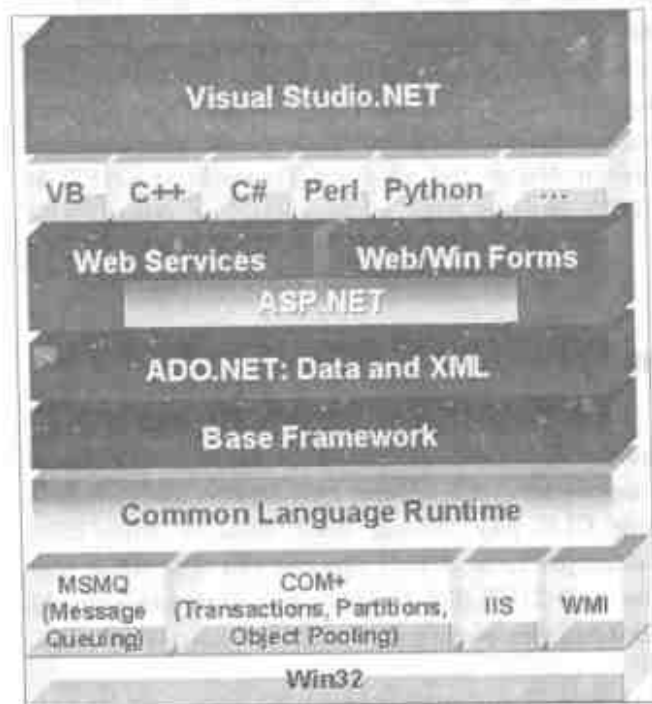 Visual Studio.NET
VB C++ C# Perl Python ...
Web Services Web/Win Forms
ASP.NET
ADO.NET: Data and XML
Base Framework
Common Language Runtime
MSMQ
(Message
Queuing)
COM+
(Transactions, Partitions,
Object Pooling)
IIS
WMI
Win32